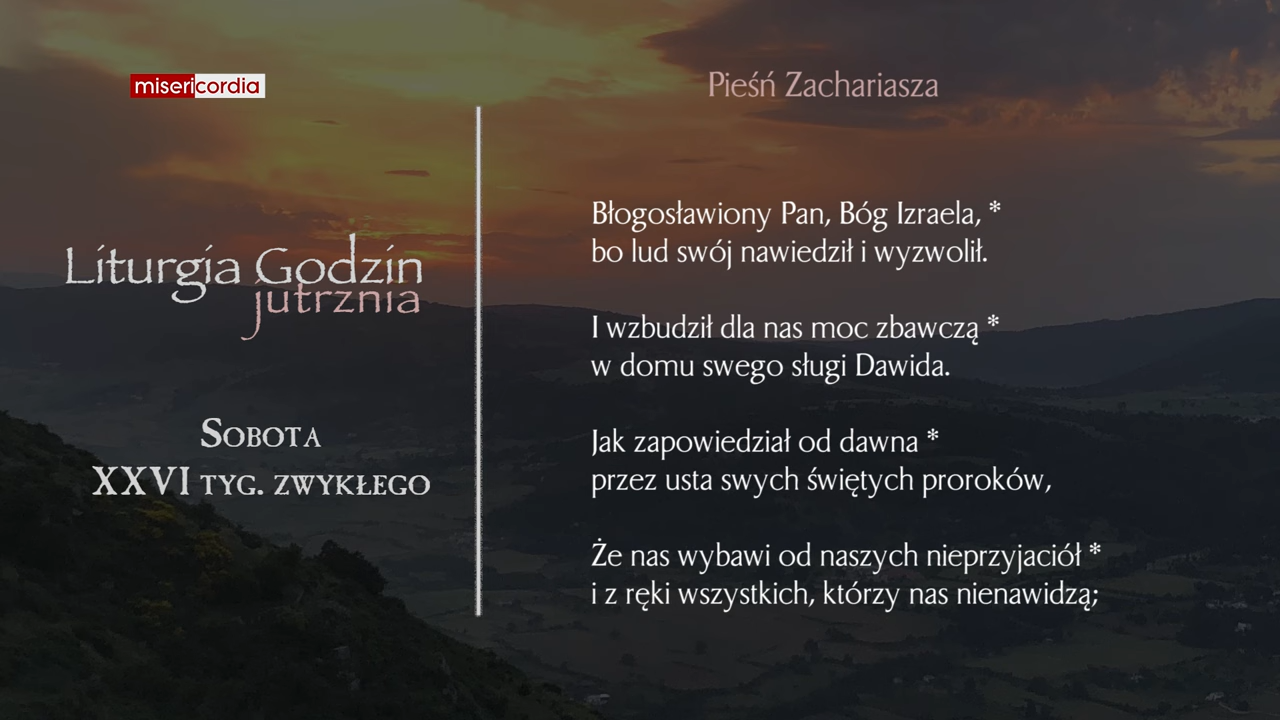 misericordia
Pieśń Zachariasza
Liturgia Godzin
jutrznia
Sobota
XXVI tyg. zwykłego
Błogosławiony Pan, Bóg Izraela, *
bo lud swój nawiedził i wyzwolił.
I wzbudził dla nas moc zbawczą *
w domu swego sługi Dawida.
Jak zapowiedział od dawna *
przez usta swych świętych proroków,
Że nas wybawi od naszych nieprzyjaciół *
i z ręki wszystkich, którzy nas nienawidzą;